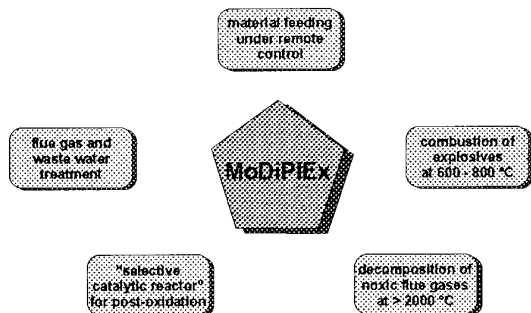 material feeding
under remote
control
flue gas and
waste water
treatment
MoDiPlEx
combustion of
explosives
at 600 - 800 °C
"selective
catalytic reactor"
for post-oxidation
decomposition of
noxic flue gases
at > 2000 °C